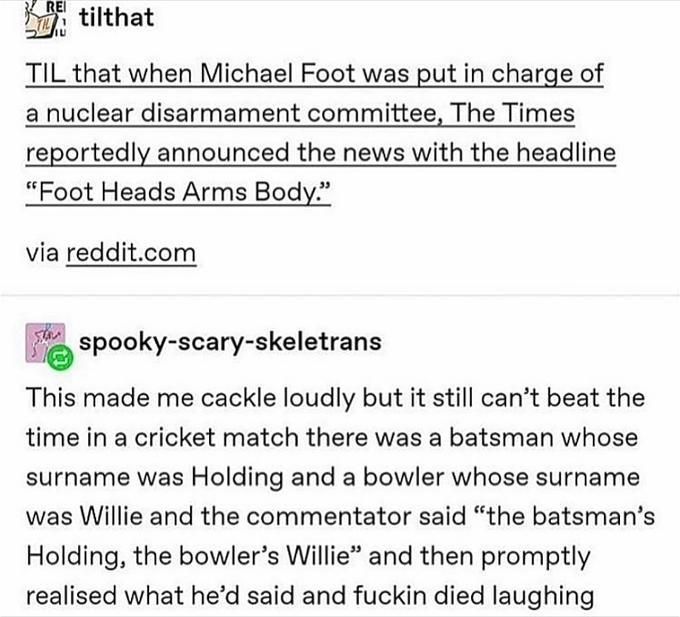 REI
TIL
tilthat
TIL that when Michael Foot was put in charge of
a nuclear disarmament committee, The Times
reportedly announced the news with the headline
“Foot Heads Arms Body.”
via reddit.com
spooky-scary-skeletrans
This made me cackle loudly but it still can’t beat the
time in a cricket match there was a batsman whose
surname was Holding and a bowler whose surname
was Willie and the commentator said “the batsman’s
Holding, the bowler’s Willie” and then promptly
realised what he’d said and fuckin died laughing